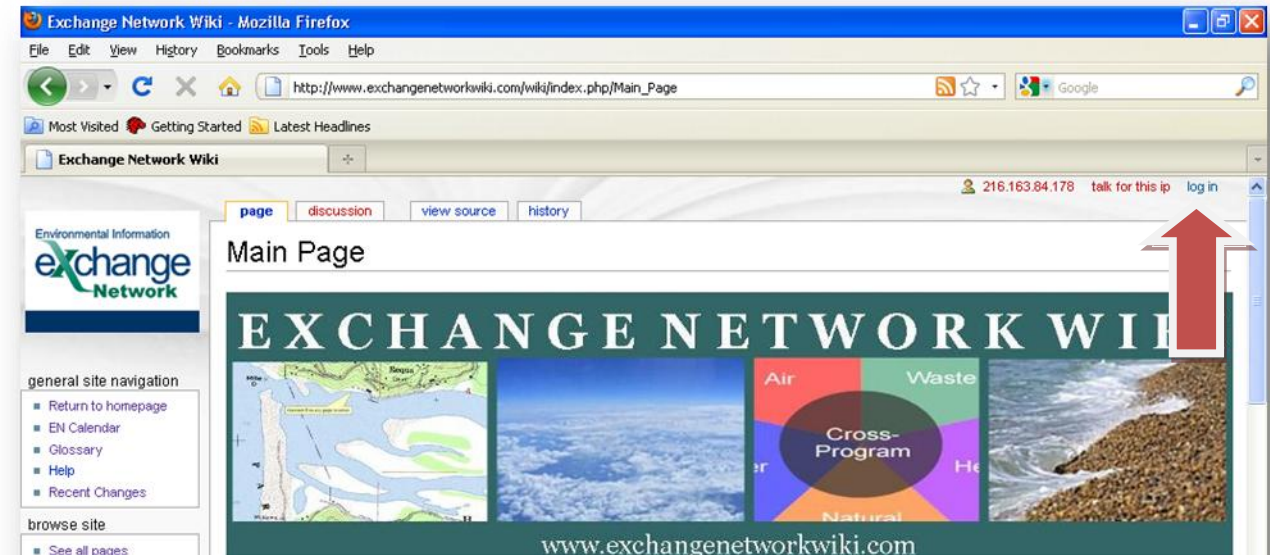 Exchange Network Wiki - Mozilla Firefox
File Edit View History Bookmarks Tools Help
http://www.exchangenetworkwiki.com/wiki/index.php/Main_Page
Google
Most Visited Getting Started Latest Headlines
Exchange Network Wiki
216.163.84.178 talk for this ip log in
page discussion view source history
Environmental Information
eXchange
Network
Main Page
EXCHANGE NETWORK WI
Air Waste
Cross-
Program
er He
Natural
www.exchangenetworkwiki.com
general site navigation
Return to homepage
EN Calendar
Glossary
Help
Recent Changes
browse site
See all pages